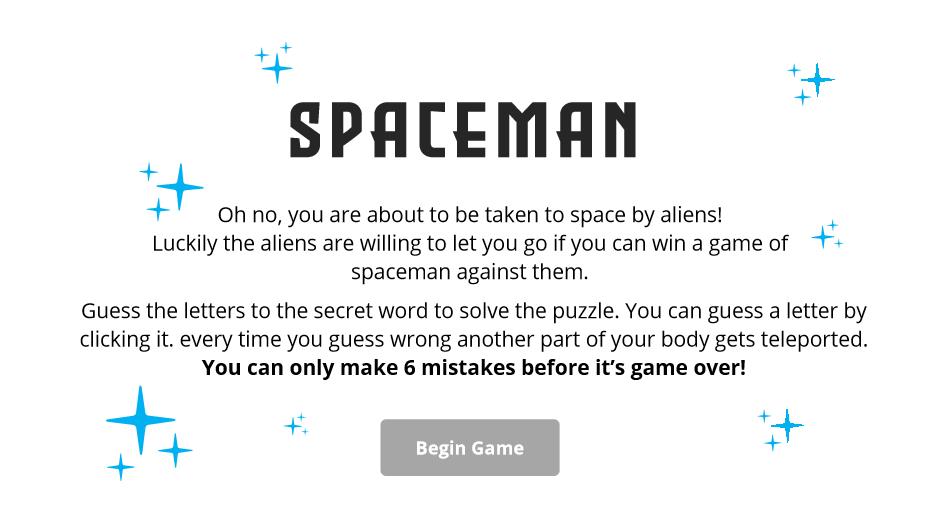 SPACEMAN
Oh no, you are about to be taken to space by aliens!
Luckily the aliens are willing to let you go if you can win a game of
spaceman against them.
Guess the letters to the secret word to solve the puzzle. You can guess a letter by
clicking it. every time you guess wrong another part of your body gets teleported.
You can only make 6 mistakes before it’s game over!
Begin Game